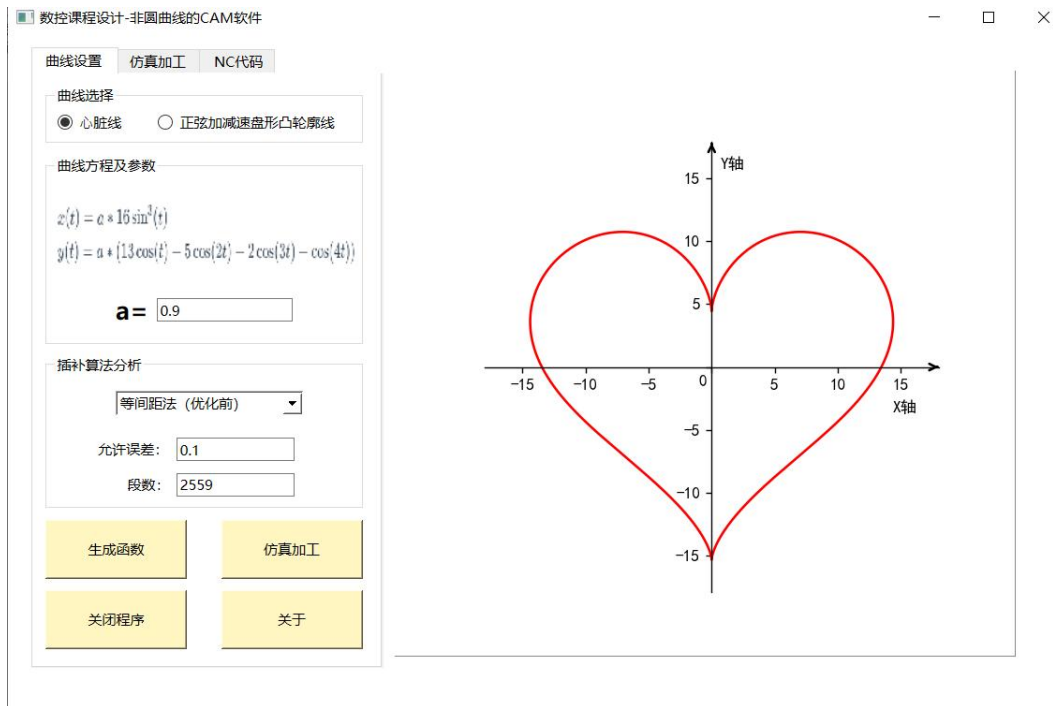 数控课程设计-非圆曲线的CAM软件
曲线设置 仿真加工 NC代码
曲线选择
心脏线 正弦加减速盘形凸轮廓线
曲线方程及参数
x(t) = a * 16 sin³(t)
y(t) = a * (13 cos(t) − 5 cos(2t) − 2 cos(3t) − cos(4t))
a= 0.9
插补算法分析
等间距法（优化前）
允许误差： 0.1
段数： 2559
生成函数 仿真加工
关闭程序 关于
Y轴
15
10
5
−15 −10 −5 0 5 10 15
X轴
−5
−10
−15